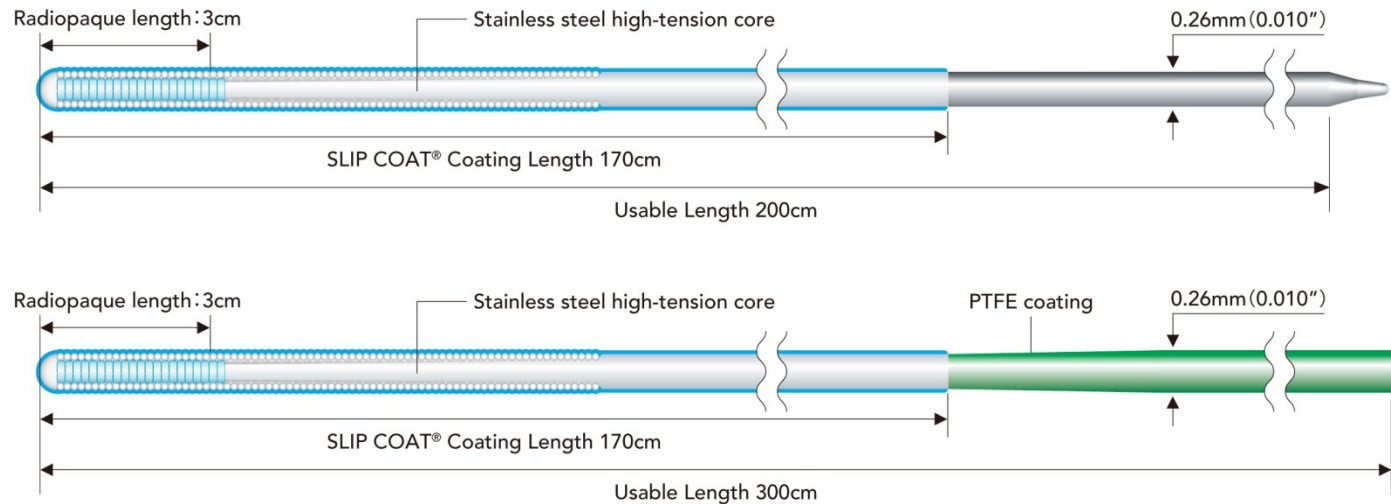 Radiopaque length:3cm
Stainless steel high-tension core
0.26mm(0.010")
SLIP COAT® Coating Length 170cm
Usable Length 200cm
Radiopaque length:3cm
Stainless steel high-tension core
PTFE coating
0.26mm(0.010")
SLIP COAT® Coating Length 170cm
Usable Length 300cm